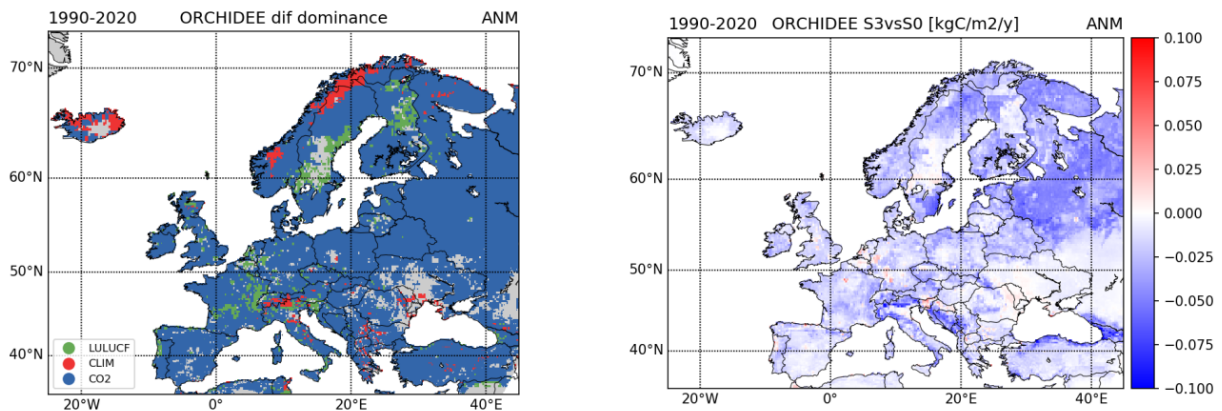 1990-2020 ORCHIDEE dif dominance ANM
70°N
60°N
50°N
40°N
LULUCF
CLIM
CO2
20°W 0° 20°E 40°E
1990-2020 ORCHIDEE S3vsS0 [kgC/m2/y] ANM
70°N
60°N
50°N
40°N
20°W 0° 20°E 40°E
0.100
0.075
0.050
0.025
0.000
−0.025
−0.050
−0.075
−0.100